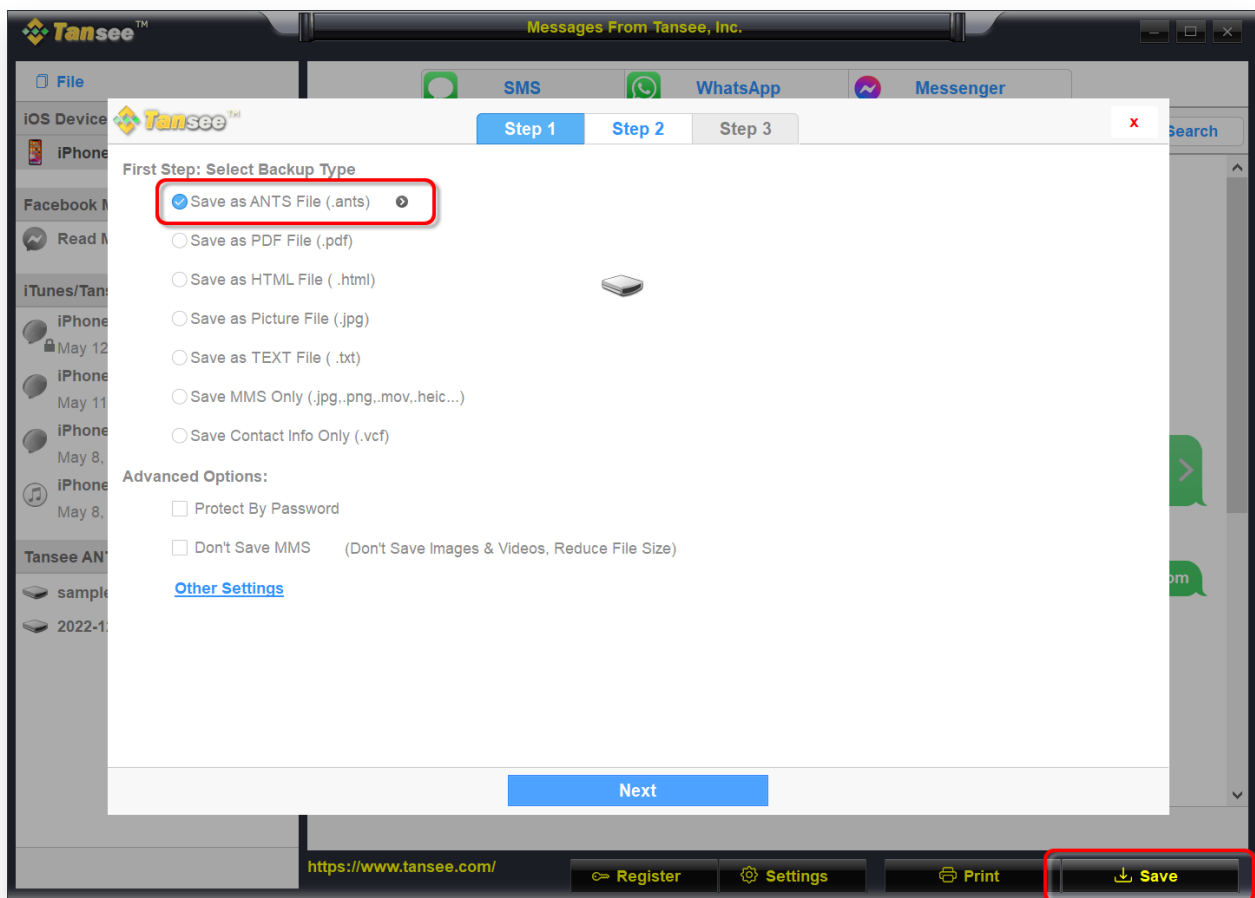 Tansee™
Messages From Tansee, Inc.
File
SMS
WhatsApp
Messenger
iOS Device
Search
iPhone
Facebook M
Read M
iTunes/Tan
iPhone
May 12
iPhone
May 11
iPhone
May 8,
iPhone
May 8,
Tansee AN
sample
2022-1
Tansee™
Step 1
Step 2
Step 3
x
First Step: Select Backup Type
Save as ANTS File (.ants)
Save as PDF File (.pdf)
Save as HTML File ( .html)
Save as Picture File (.jpg)
Save as TEXT File ( .txt)
Save MMS Only (.jpg,.png,.mov,.heic...)
Save Contact Info Only (.vcf)
Advanced Options:
Protect By Password
Don't Save MMS (Don't Save Images & Videos, Reduce File Size)
Other Settings
om
Next
https://www.tansee.com/
Register
Settings
Print
Save